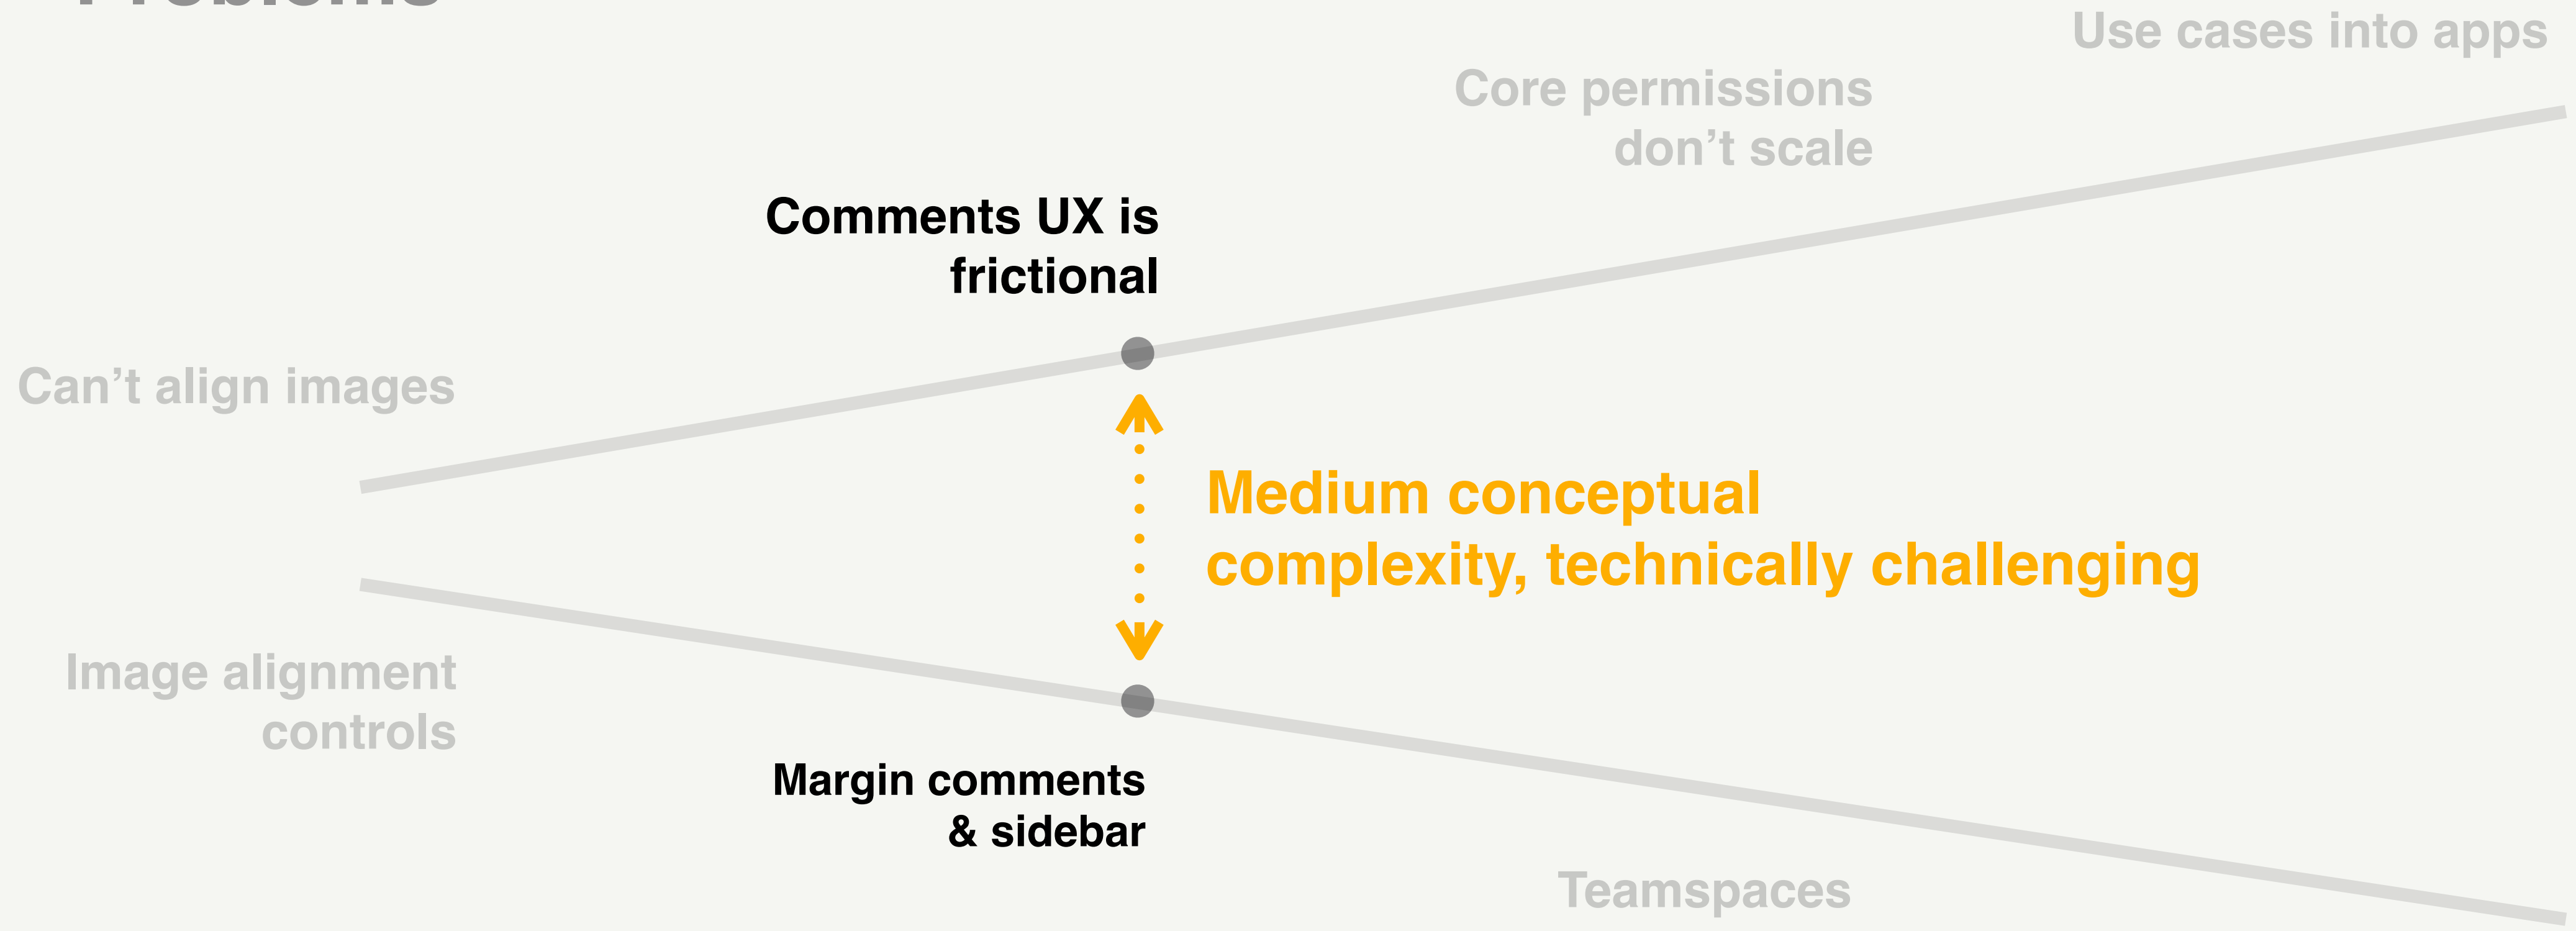 Problems
Use cases into apps
Core permissions
don’t scale
Comments UX is
frictional
Can’t align images
Medium conceptual
complexity, technically challenging
Image alignment
controls
Margin comments
& sidebar
Teamspaces